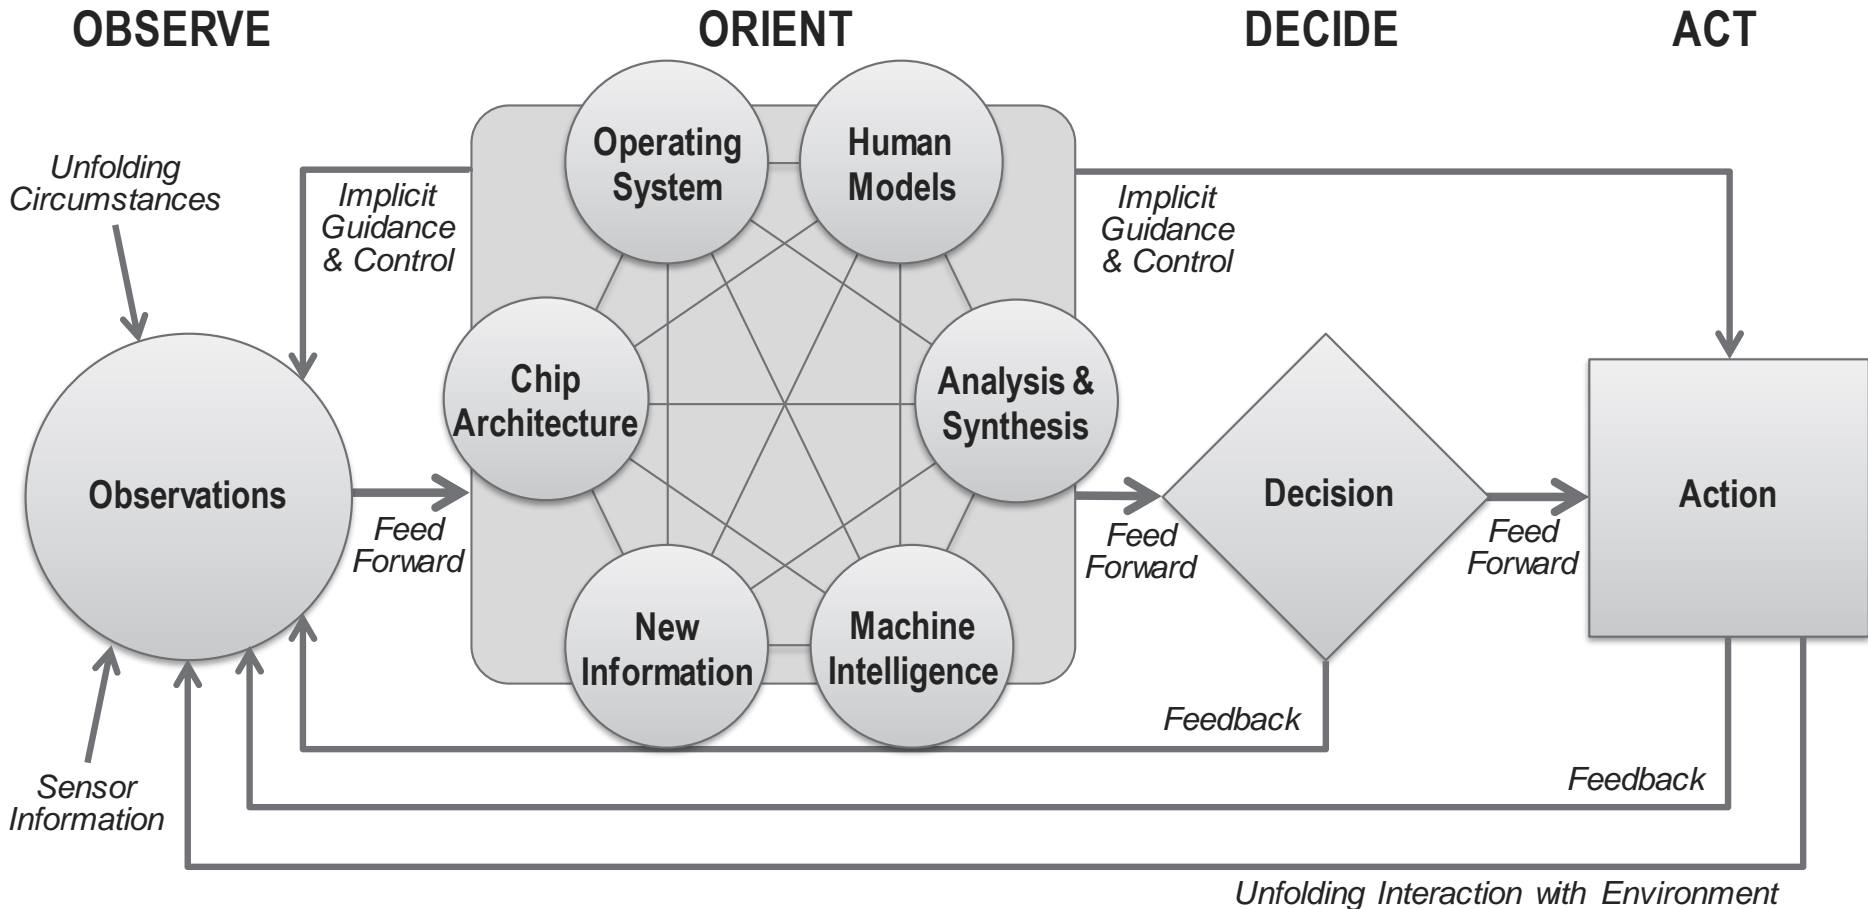 OBSERVE
ORIENT
DECIDE
ACT
Unfolding
Circumstances
Implicit
Guidance
& Control
Operating
System
Human
Models
Implicit
Guidance
& Control
Chip
Architecture
Analysis &
Synthesis
Observations
Feed
Forward
Feed
Forward
Decision
Feed
Forward
Action
New
Information
Machine
Intelligence
Feedback
Feedback
Sensor
Information
Unfolding Interaction with Environment